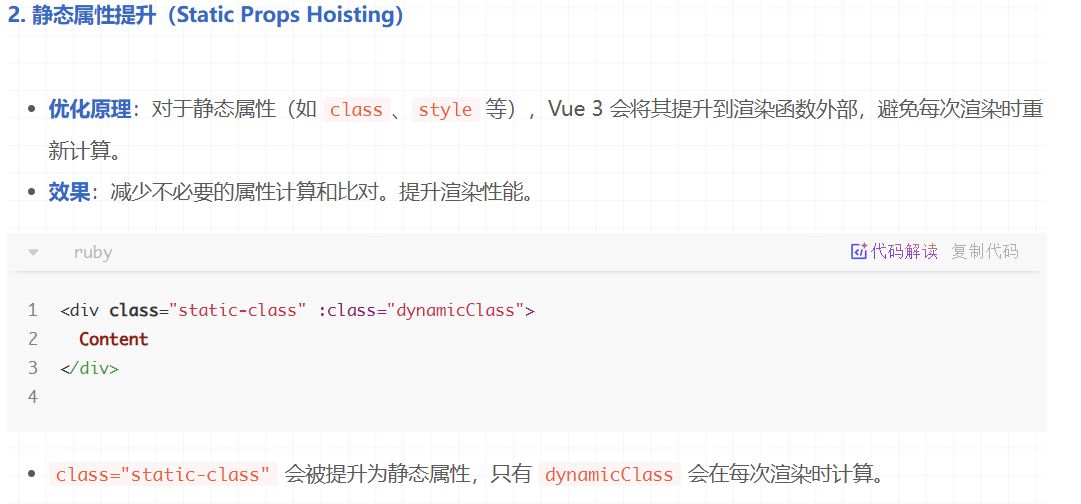 2. 静态属性提升（Static Props Hoisting）
优化原理：对于静态属性（如 class、style 等），Vue 3 会将其提升到渲染函数外部，避免每次渲染时重
新计算。
效果：减少不必要的属性计算和比对。提升渲染性能。
ruby 代码解读 复制代码
1 <div class="static-class" :class="dynamicClass">
2   Content
3 </div>
4
class="static-class" 会被提升为静态属性，只有 dynamicClass 会在每次渲染时计算。